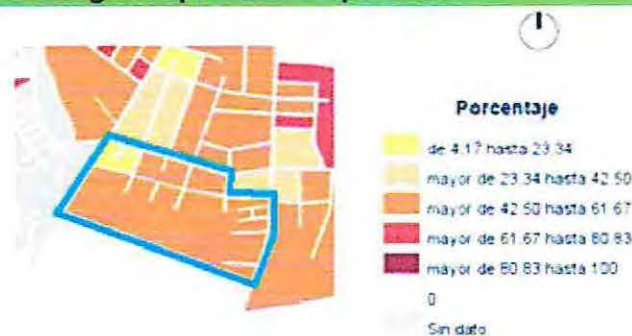 Porcentaje
de 4.17 hasta 23.34
mayor de 23.34 hasta 42.50
mayor de 42.50 hasta 61.67
mayor de 61.67 hasta 80.83
mayor de 80.83 hasta 100
0
Sin dato